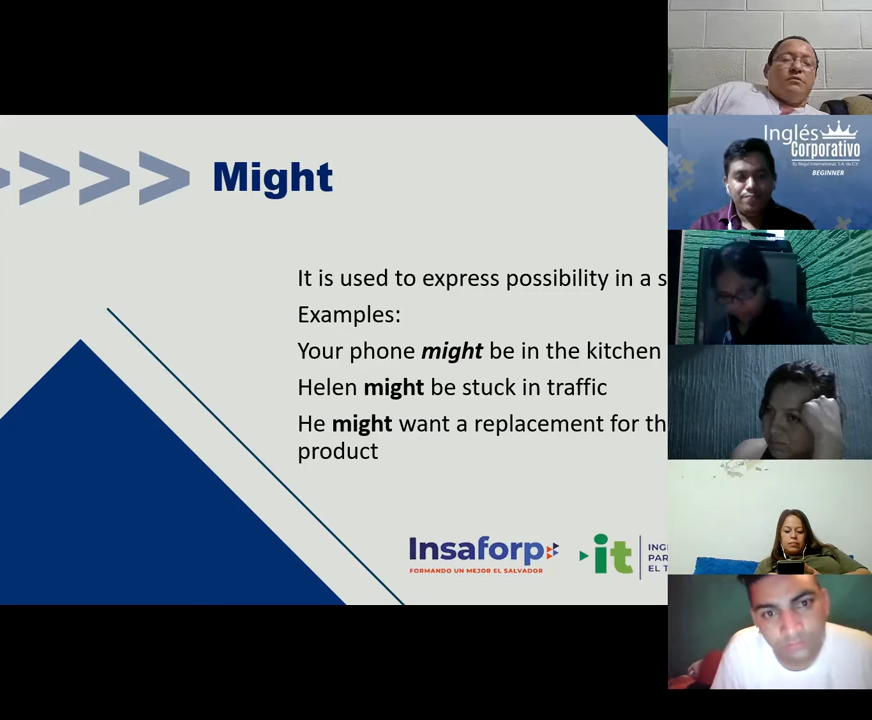 Might
It is used to express possibility in a
Examples:
Your phone might be in the kitchen
Helen might be stuck in traffic
He might want a replacement for
product
Insaforp
FORMANDO UN MEJOR EL SALVADOR
it
EL
Inglés
Corporativo
BEGINNER